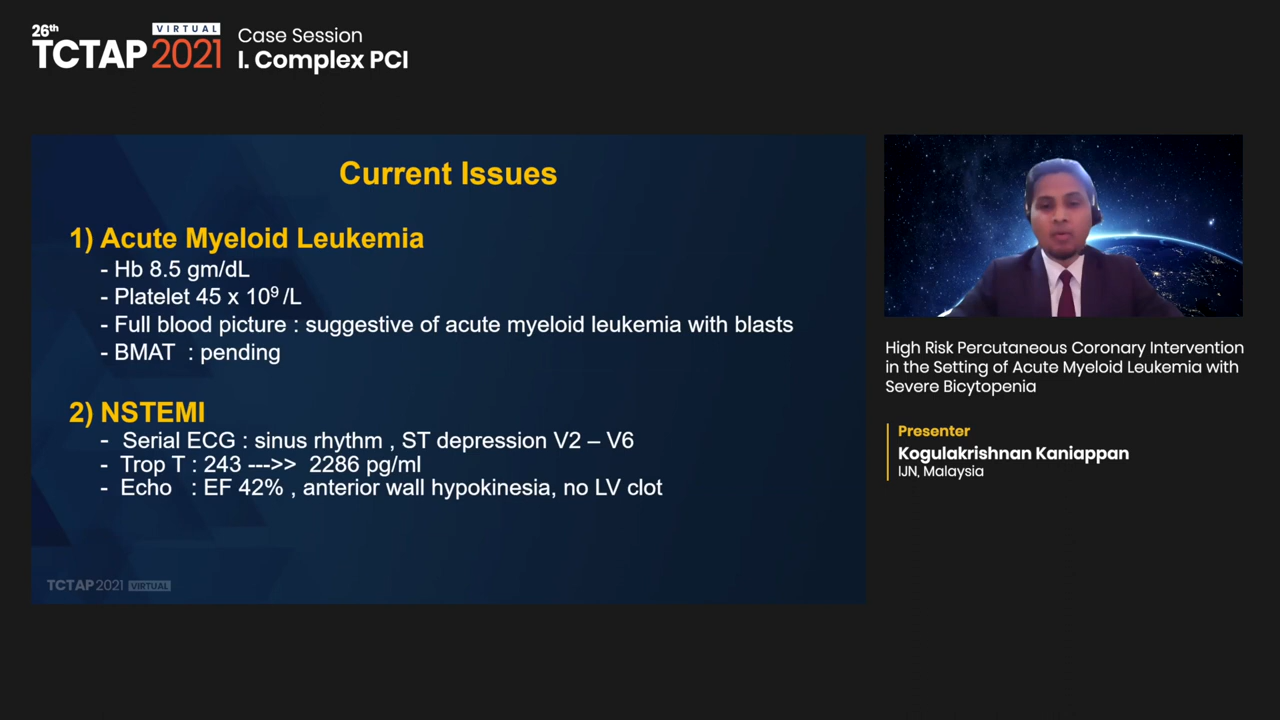 26th
VIRTUAL
TCTAP 2021
Case Session
I. Complex PCI
Current Issues
1) Acute Myeloid Leukemia
- Hb 8.5 gm/dL
- Platelet 45 x 10⁹ /L
- Full blood picture : suggestive of acute myeloid leukemia with blasts
- BMAT : pending
2) NSTEMI
- Serial ECG : sinus rhythm , ST depression V2 – V6
- Trop T : 243 --->> 2286 pg/ml
- Echo : EF 42% , anterior wall hypokinesia, no LV clot
TCTAP 2021 VIRTUAL
High Risk Percutaneous Coronary Intervention
in the Setting of Acute Myeloid Leukemia with
Severe Bicytopenia
Presenter
Kogulakrishnan Kaniappan
IJN, Malaysia